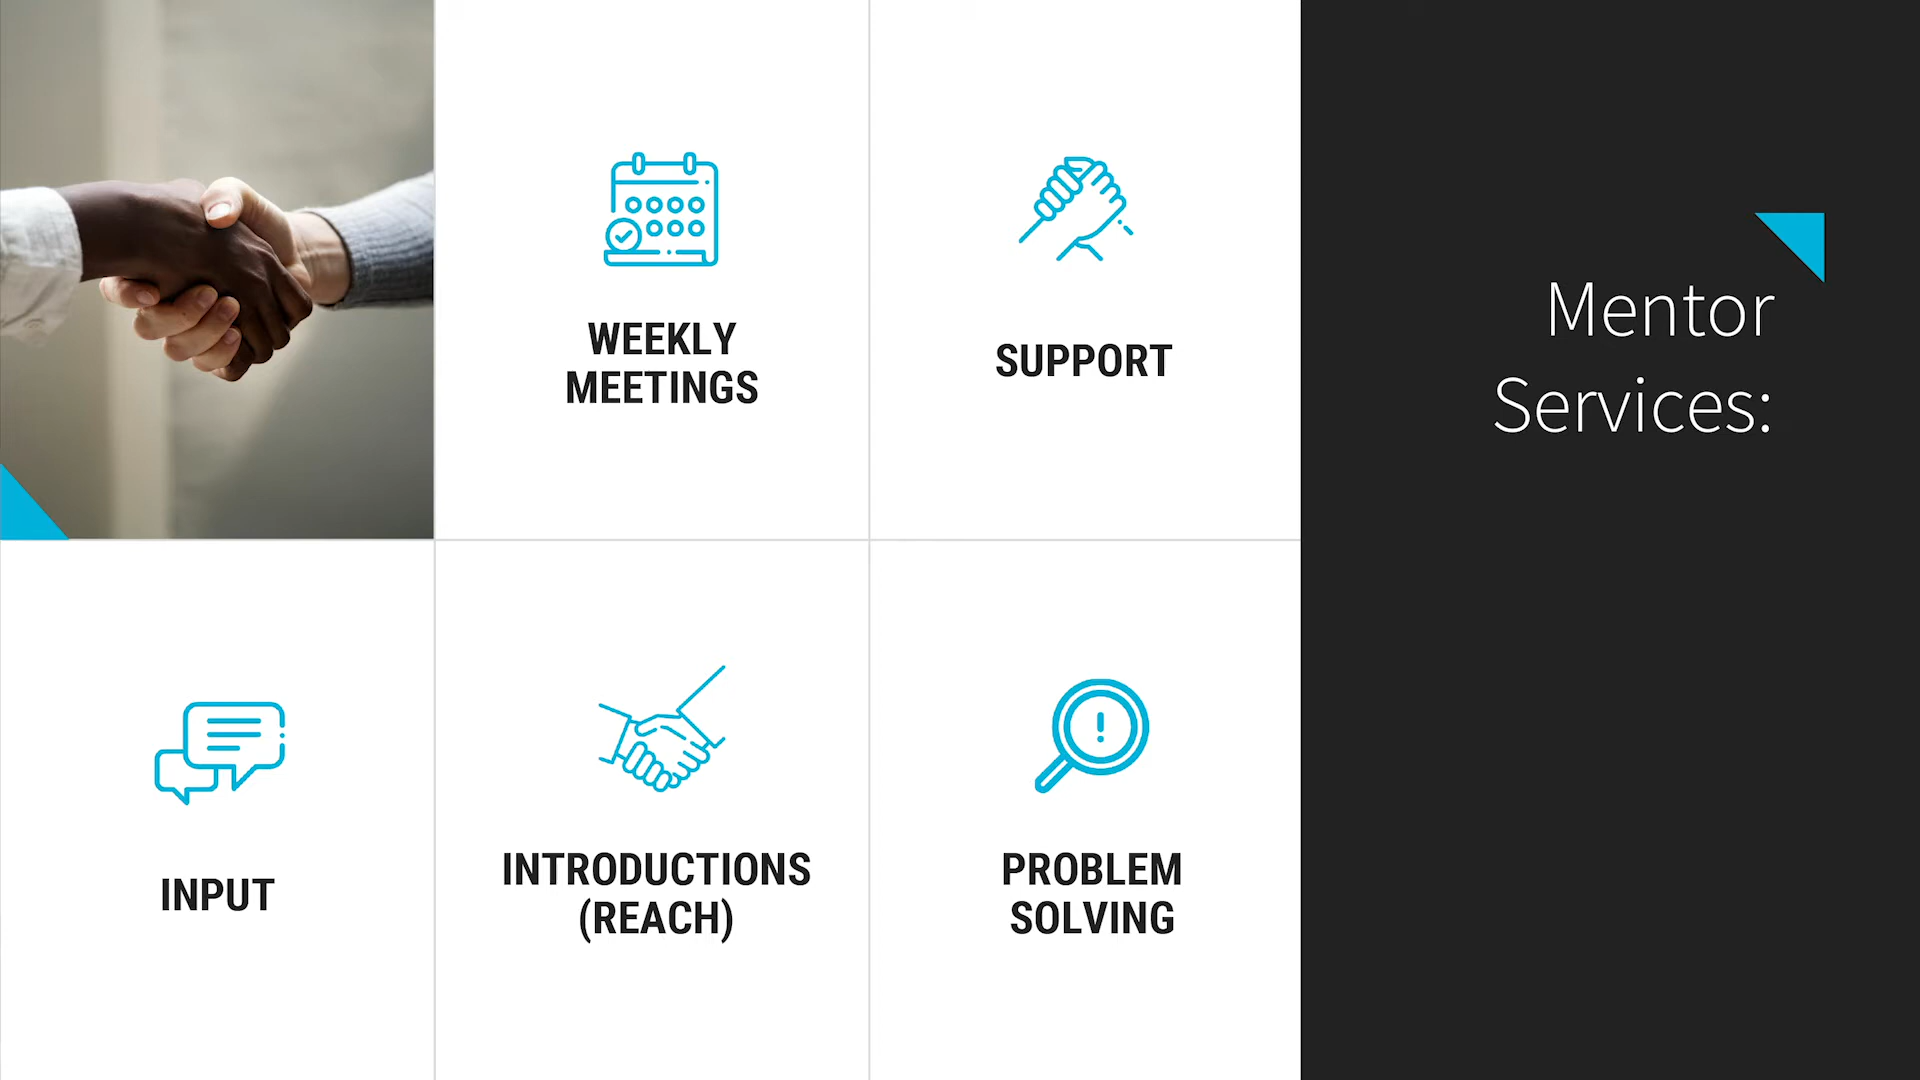 WEEKLY
MEETINGS
SUPPORT
Mentor
Services:
INPUT
INTRODUCTIONS
(REACH)
PROBLEM
SOLVING